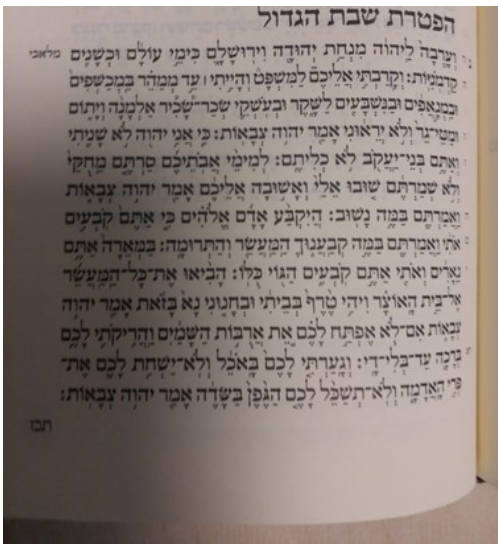 הפטרת שבת הגדול
וְעָרְבָה לַיהוָה מִנְחַת יְהוּדָה וִירוּשָׁלָ֑ם כִּימֵי עוֹלָם וּכְשָׁנִים מלאכי
קַדְמֹנִיּוֹת: וְקָרַבְתִּי אֲלֵיכֶם לַמִּשְׁפָּט וְהָיִיתִי | עֵד מְמַהֵר בַּמְכַשְּׁפִים
וּבַמְנָאֲפִים וּבַנִּשְׁבָּעִים לַשָּׁקֶר וּבְעֹשְׁקֵי שְׂכַר־שָׂכִיר אַלְמָנָה וְיָתוֹם
וּמַטֵּי־גֵר וְלֹא יְרֵאוּנִי אָמַר יְהוָה צְבָאוֹת: כִּי אֲנִי יְהוָה לֹא שָׁנִיתִי
וְאַתֶּם בְּנֵי־יַעֲקֹב לֹא כְלִיתֶם: לְמִימֵי אֲבֹתֵיכֶם סַרְתֶּם מֵחֻקַּי
וְלֹא שְׁמַרְתֶּם שׁוּבוּ אֵלַי וְאָשׁוּבָה אֲלֵיכֶם אָמַר יְהוָה צְבָאוֹת
וַאֲמַרְתֶּם בַּמֶּה נָשׁוּב: הֲיִקְבַּע אָדָם אֱלֹהִים כִּי אַתֶּם קֹבְעִים
אֹתִי וַאֲמַרְתֶּם בַּמֶּה קְבַעֲנוּךָ הַמַּעֲשֵׂר וְהַתְּרוּמָה: בַּמְּאֵרָה אַתֶּם
נֵאָרִים וְאֹתִי אַתֶּם קֹבְעִים הַגּוֹי כֻּלּוֹ: הָבִיאוּ אֶת־כָּל־הַמַּעֲשֵׂר
אֶל־בֵּית הָאוֹצָר וִיהִי טֶרֶף בְּבֵיתִי וּבְחָנוּנִי נָא בָּזֹאת אָמַר יְהוָה
צְבָאוֹת אִם־לֹא אֶפְתַּח לָכֶם אֵת אֲרֻבּוֹת הַשָּׁמַיִם וַהֲרִיקֹתִי לָכֶם
בְּרָכָה עַד־בְּלִי־דָי: וְגָעַרְתִּי לָכֶם בָּאֹכֵל וְלֹא־יַשְׁחִת לָכֶם אֶת־
פְּרִי הָאֲדָמָה וְלֹא־תְשַׁכֵּל לָכֶם הַגֶּפֶן בַּשָּׂדֶה אָמַר יְהוָה צְבָאוֹת:
תכז